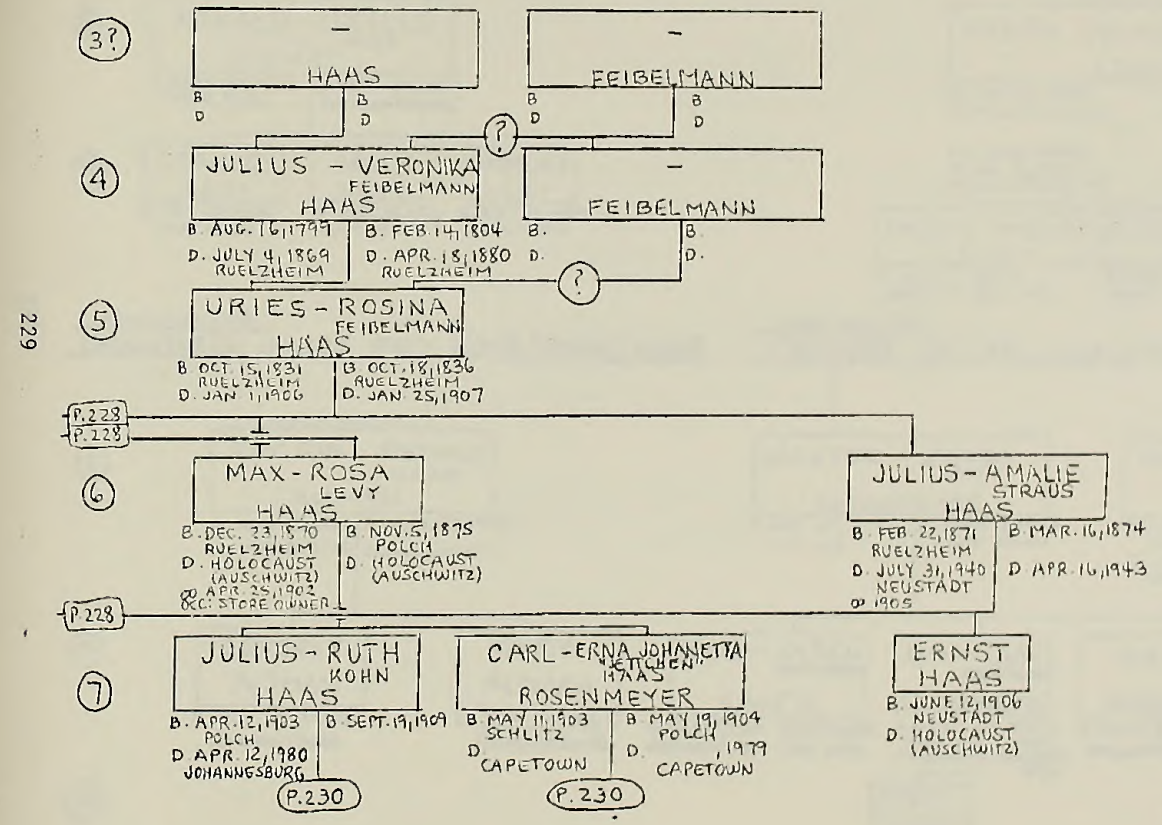 3?
—
HAAS
B B
D D
—
FEIBELMANN
B B
D D
?
4
JULIUS - VERONIKA
FEIBELMANN
HAAS
B. AUG. 16, 1799
D. JULY 4, 1869
RUELZHEIM
B. FEB. 14, 1804
D. APR. 18, 1880
RUELZHEIM
—
FEIBELMANN
B. B.
D. D.
?
229
5
URIES - ROSINA
FEIBELMANN
HAAS
B OCT. 15, 1831
RUELZHEIM
D. JAN 1, 1906
B. OCT. 18, 1836
RUELZHEIM
D. JAN 25, 1907
P.228
P.228
6
MAX - ROSA
LEVY
HAAS
B. DEC. 23, 1870
RUELZHEIM
D. HOLOCAUST
(AUSCHWITZ)
∞ APR. 25, 1902
OCC: STORE OWNER
B. NOV. 5, 1875
POLCH
D. HOLOCAUST
(AUSCHWITZ)
JULIUS - AMALIE
STRAUS
HAAS
B. FEB. 22, 1871
RUELZHEIM
D. JULY 31, 1940
NEUSTADT
∞ 1905
B. MAR. 16, 1874
D APR. 16, 1943
P.228
7
JULIUS - RUTH
KOHN
HAAS
B. APR. 12, 1903
POLCH
D APR. 12, 1980
JOHANNESBURG
B. SEPT. 19, 1909
P.230
CARL - ERNA JOHANETTA
"JETTCHEN"
HAAS
ROSENMEYER
B. MAY 11, 1903
SCHLITZ
D.
CAPETOWN
B. MAY 19, 1904
POLCH
D. , 1979
CAPETOWN
P.230
ERNST
HAAS
B. JUNE 12, 1906
NEUSTADT
D. HOLOCAUST
(AUSCHWITZ)